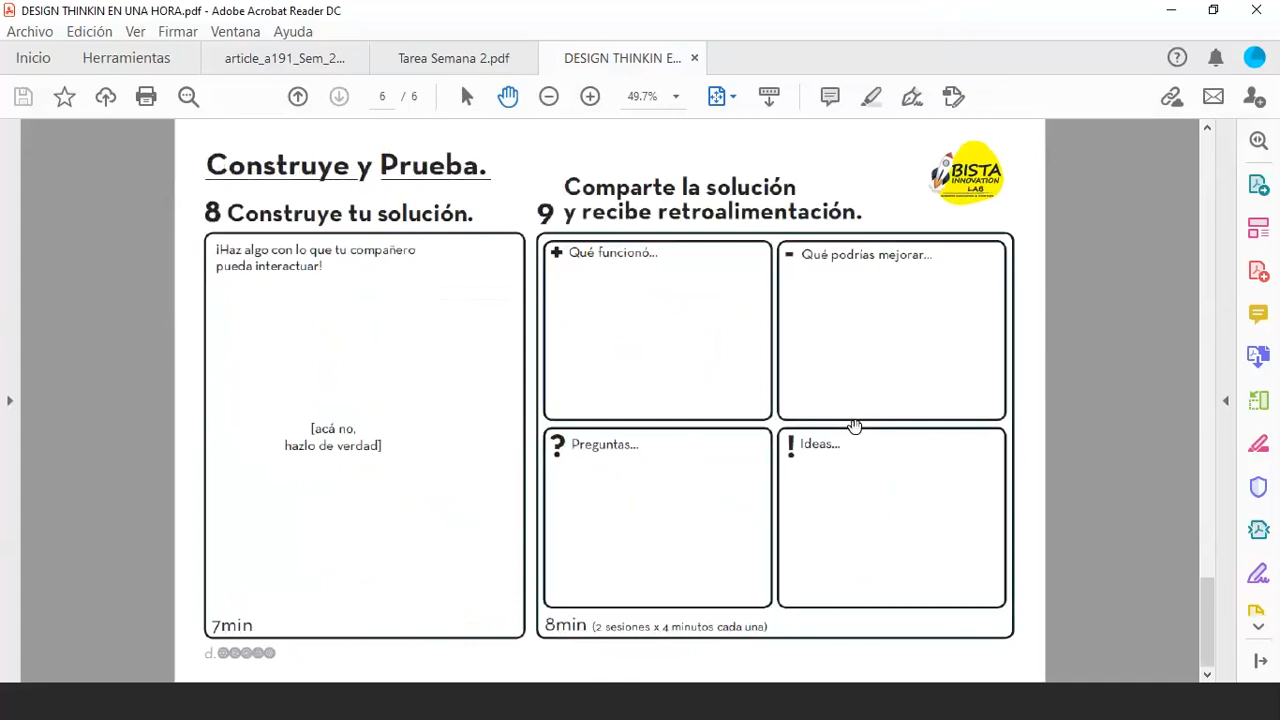 DESIGN THINKIN EN UNA HORA.pdf - Adobe Acrobat Reader DC
Archivo Edición Ver Firmar Ventana Ayuda
Inicio Herramientas article_a191_Sem_2... Tarea Semana 2.pdf DESIGN THINKIN E...
6 / 6 49.7%
Construye y Prueba.
BISTA
INNOVATION
LAB
8 Construye tu solución.
9 Comparte la solución
y recibe retroalimentación.
¡Haz algo con lo que tu compañero
pueda interactuar!
[acá no,
hazlo de verdad]
7min
+ Qué funcionó...
- Qué podrías mejorar...
? Preguntas...
! Ideas...
8min (2 sesiones x 4 minutos cada una)
d.